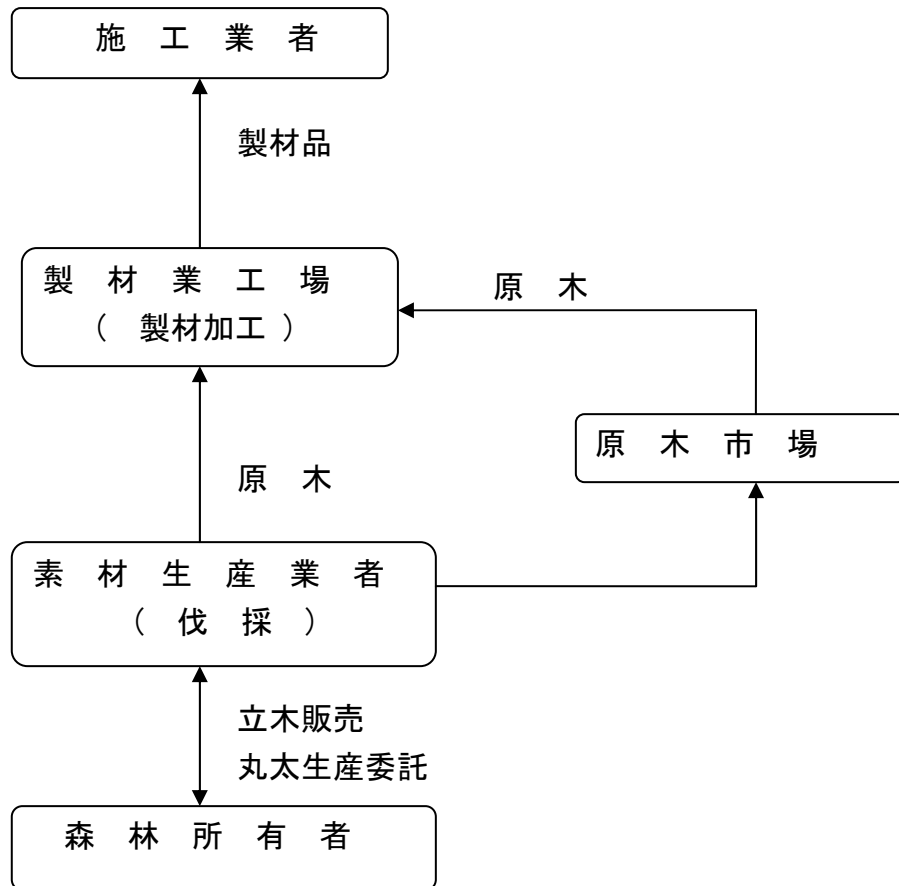 施 工 業 者
製材品
製 材 業 工 場
( 製材加工 )
原 木
原 木 市 場
原 木
素 材 生 産 業 者
( 伐 採 )
立木販売
丸太生産委託
森 林 所 有 者